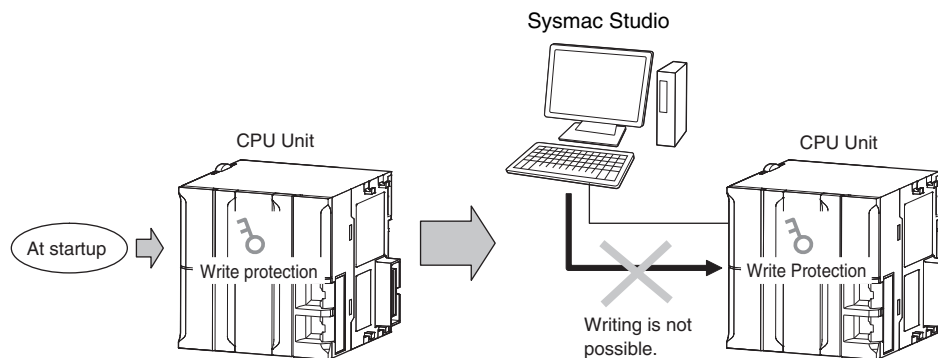 Sysmac Studio
CPU Unit
CPU Unit
At startup
Write protection
Write Protection
Writing is not
possible.